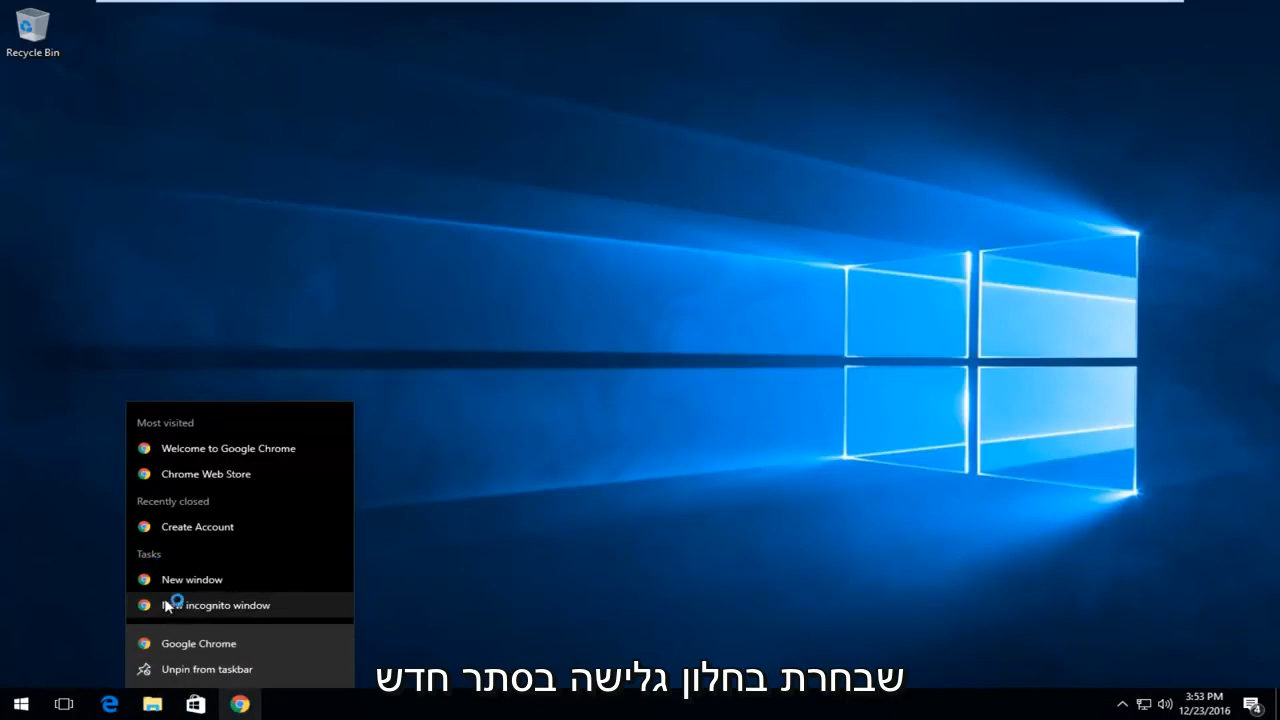 Recycle Bin
Most visited
Welcome to Google Chrome
Chrome Web Store
Recently closed
Create Account
Tasks
New window
incognito window
Google Chrome
Unpin from taskbar
שבחרת בחלון גלישה בסתר חדש
3:53 PM
12/23/2016
4